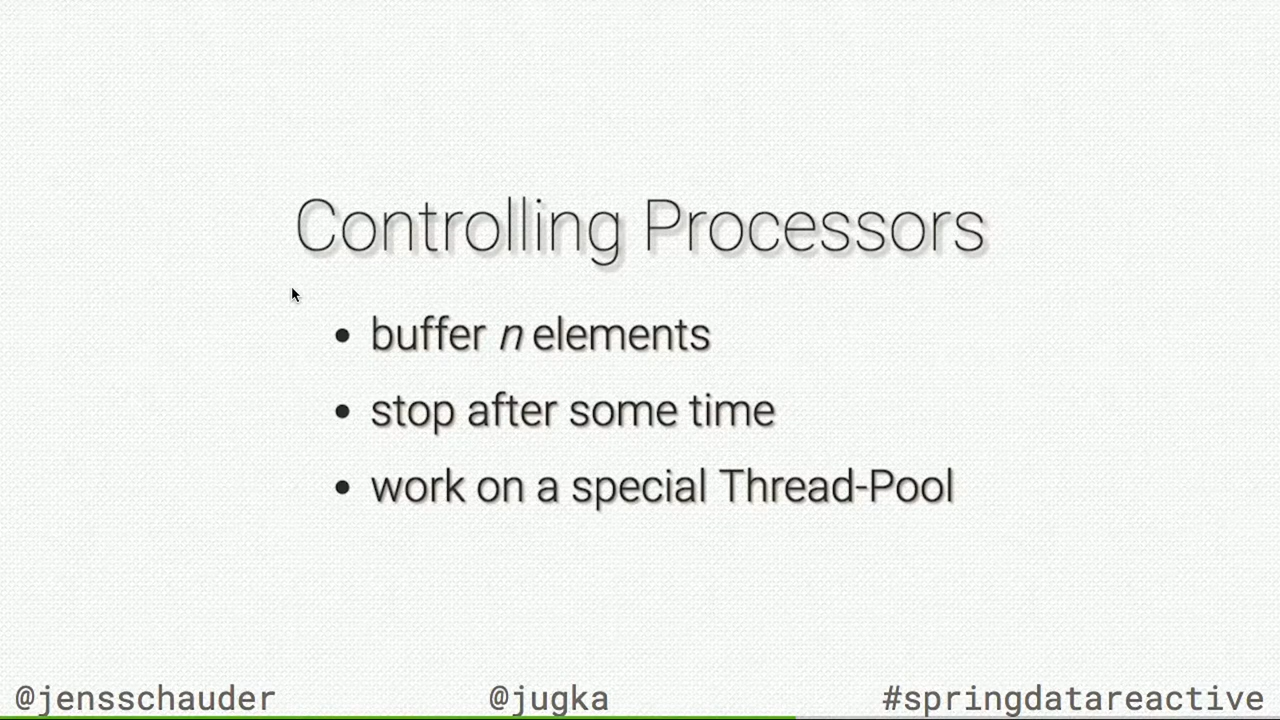 Controlling Processors
• buffer n elements
• stop after some time
• work on a special Thread-Pool
@jensschauder @jugka #springdatareactive